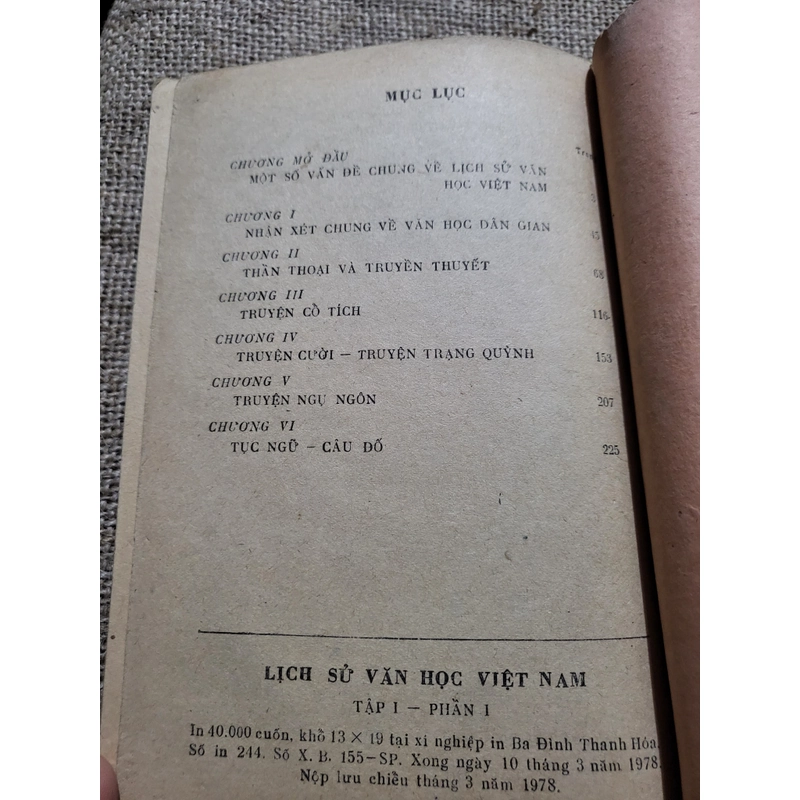 MỤC LỤC
CHƯƠNG MỞ ĐẦU
MỘT SỐ VẤN ĐỀ CHUNG VỀ LỊCH SỬ VĂN
HỌC VIỆT NAM 3
CHƯƠNG I
NHẬN XÉT CHUNG VỀ VĂN HỌC DÂN GIAN 45
CHƯƠNG II
THẦN THOẠI VÀ TRUYỀN THUYẾT 68
CHƯƠNG III
TRUYỆN CỔ TÍCH 116
CHƯƠNG IV
TRUYỆN CƯỜI — TRUYỆN TRẠNG QUỲNH 153
CHƯƠNG V
TRUYỆN NGỤ NGÔN 207
CHƯƠNG VI
TỤC NGỮ — CÂU ĐỐ 225
LỊCH SỬ VĂN HỌC VIỆT NAM
TẬP I — PHẦN I
In 40.000 cuốn, khổ 13 × 19 tại xí nghiệp in Ba Đình Thanh Hóa.
Số in 244. Số X. B. 155-SP. Xong ngày 10 tháng 3 năm 1978.
Nộp lưu chiểu tháng 3 năm 1978.